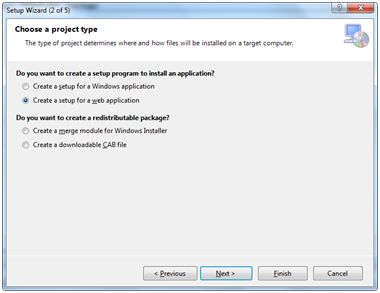 Setup Wizard (2 of 5)
Choose a project type
The type of project determines where and how files will be installed on a target computer.
Do you want to create a setup program to install an application?
Create a setup for a Windows application
Create a setup for a web application
Do you want to create a redistributable package?
Create a merge module for Windows Installer
Create a downloadable CAB file
< Previous
Next >
Finish
Cancel